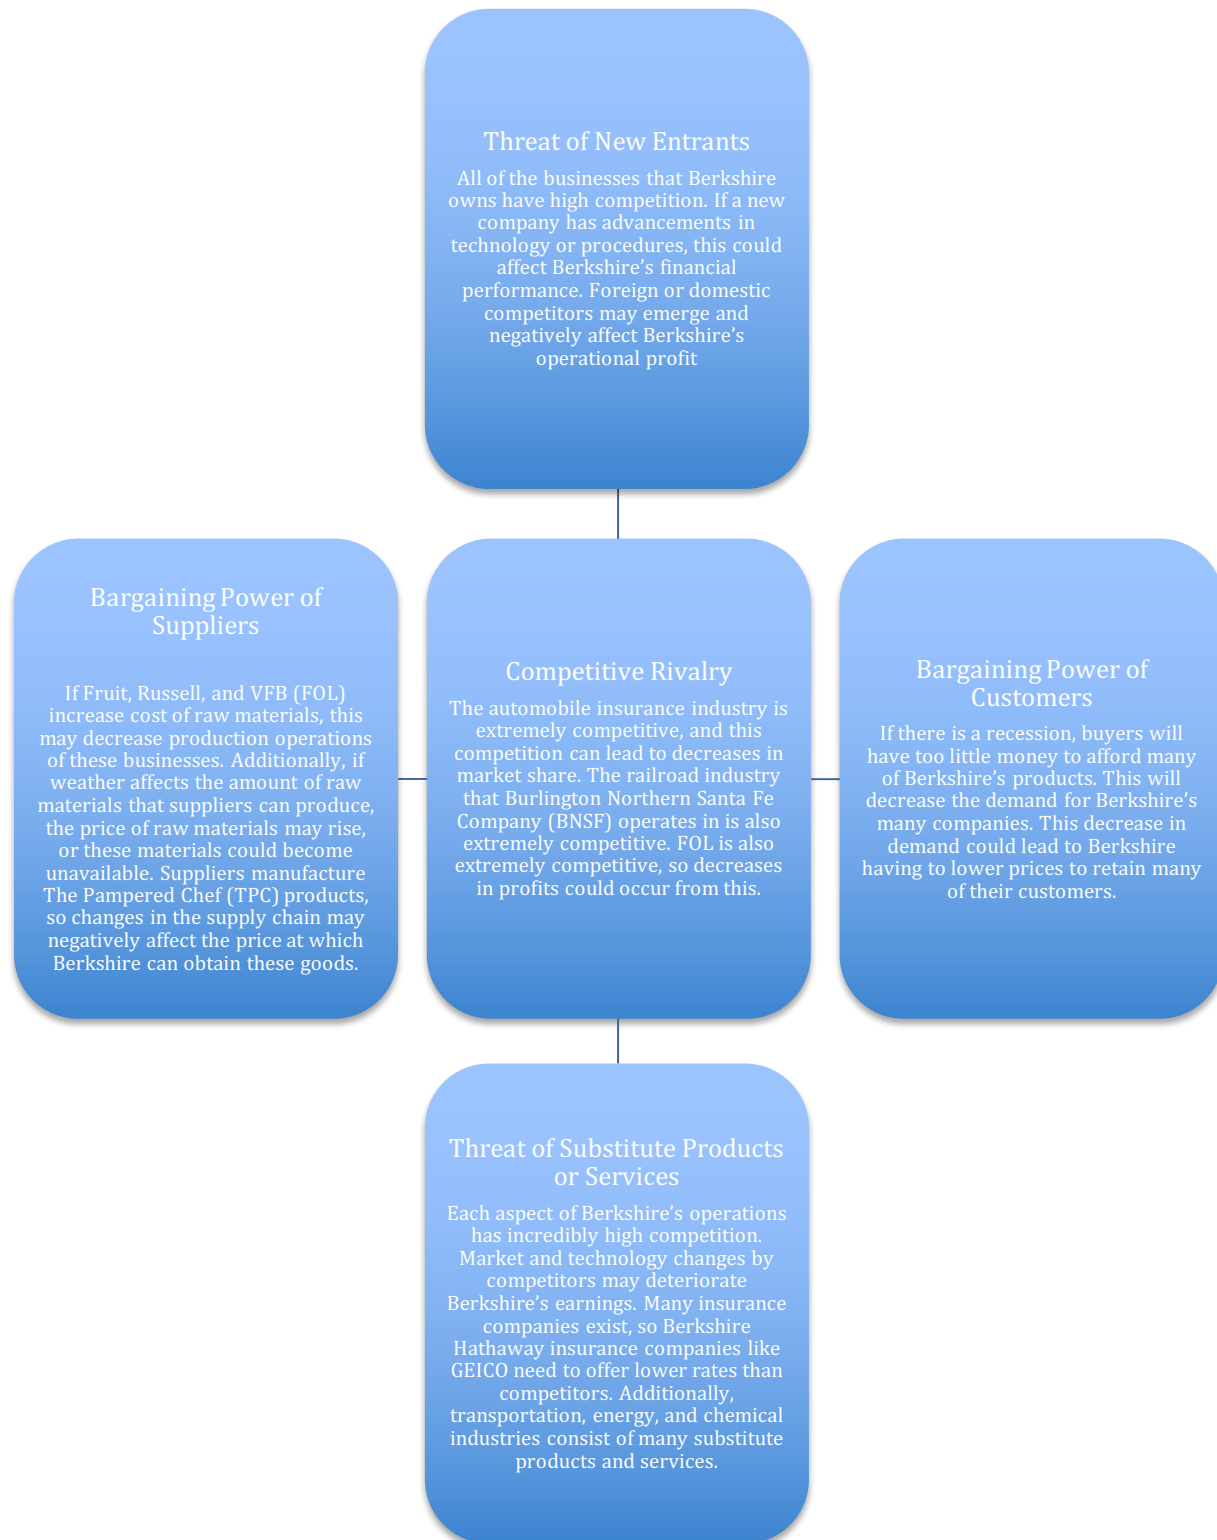 Threat of New Entrants
All of the businesses that Berkshire
owns have high competition. If a new
company has advancements in
technology or procedures, this could
affect Berkshire’s financial
performance. Foreign or domestic
competitors may emerge and
negatively affect Berkshire’s
operational profit
Bargaining Power of
Suppliers
If Fruit, Russell, and VFB (FOL)
increase cost of raw materials, this
may decrease production operations
of these businesses. Additionally, if
weather affects the amount of raw
materials that suppliers can produce,
the price of raw materials may rise,
or these materials could become
unavailable. Suppliers manufacture
The Pampered Chef (TPC) products,
so changes in the supply chain may
negatively affect the price at which
Berkshire can obtain these goods.
Competitive Rivalry
The automobile insurance industry is
extremely competitive, and this
competition can lead to decreases in
market share. The railroad industry
that Burlington Northern Santa Fe
Company (BNSF) operates in is also
extremely competitive. FOL is also
extremely competitive, so decreases
in profits could occur from this.
Bargaining Power of
Customers
If there is a recession, buyers will
have too little money to afford many
of Berkshire’s products. This will
decrease the demand for Berkshire’s
many companies. This decrease in
demand could lead to Berkshire
having to lower prices to retain many
of their customers.
Threat of Substitute Products
or Services
Each aspect of Berkshire’s operations
has incredibly high competition.
Market and technology changes by
competitors may deteriorate
Berkshire’s earnings. Many insurance
companies exist, so Berkshire
Hathaway insurance companies like
GEICO need to offer lower rates than
competitors. Additionally,
transportation, energy, and chemical
industries consist of many substitute
products and services.